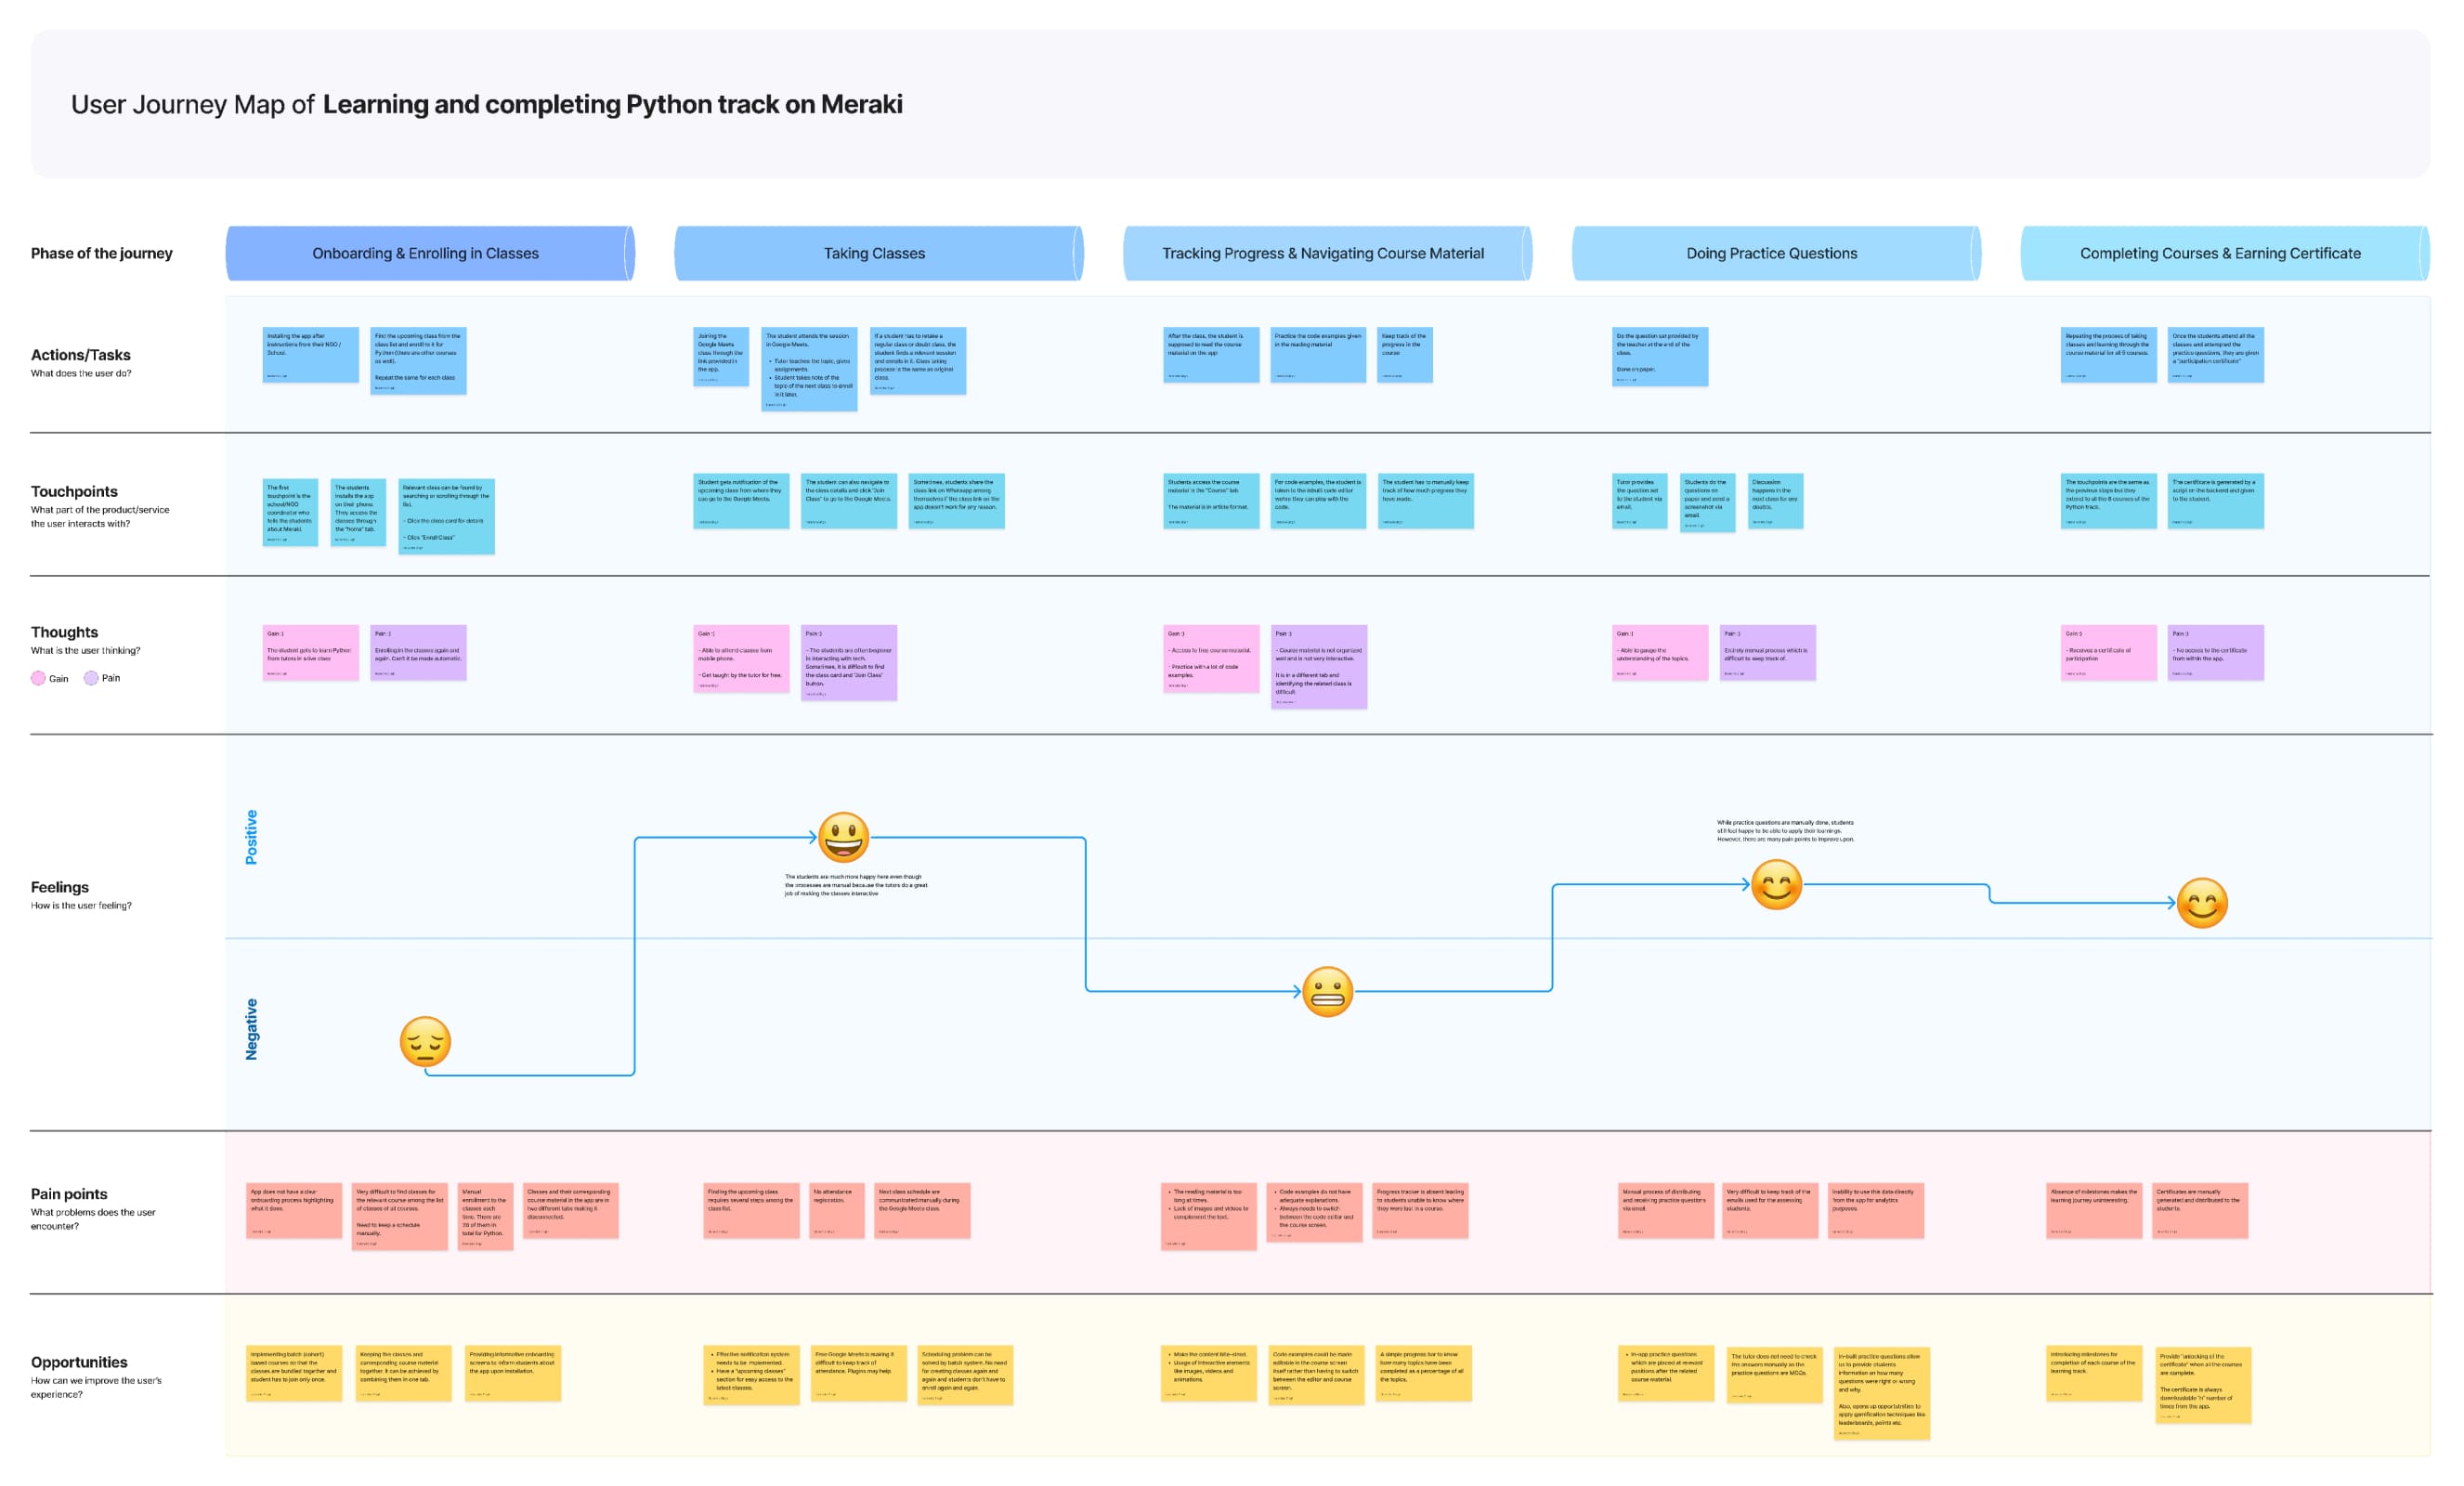 User Journey Map of Learning and completing Python track on Meraki
Phase of the journey
Onboarding & Enrolling in Classes
Taking Classes
Tracking Progress & Navigating Course Material
Doing Practice Questions
Completing Courses & Earning Certificate
Actions/Tasks
What does the user do?
Installing the app after
instructions from their NGO /
School.
Find the upcoming class from the
class list and enroll in it for
Python (there are other courses
as well).
Repeat the same for each class
Joining the
Google Meets
class through the
link provided in
the app.
The student attends the session
in Google Meets.
• Tutor teaches the topic, gives
assignments.
• Student takes note of the
topic of the next class to enroll
in it later.
If a student has to retake a
regular class or doubt class, the
student finds a relevant session
and enrolls in it. Class taking
process is the same as original
class.
After the class, the student is
supposed to read the course
material on the app
Practice the code examples given
in the reading material
Keep track of the
progress in the
course
Do the question set provided by
the teacher at the end of the
class.
Done on paper.
Repeating the process of taking
classes and learning through the
course material for all 9 courses.
Once the students attend all the
classes and attempted the
practice questions, they are given
a "participation certificate"
Touchpoints
What part of the product/service
the user interacts with?
The first
touchpoint is the
school/NGO
coordinator who
tells the students
about Meraki.
The students
installs the app
on their phone.
They access the
classes through
the "home" tab.
Relevant class can be found by
searching or scrolling through the
list.
- Click the class card for details
- Click "Enroll Class"
Student gets notification of the
upcoming class from where they
can go to the Google Meets.
The student can also navigate to
the class details and click "Join
Class" to go to the Google Meets.
Sometimes, students share the
class link on Whatsapp among
themselves if the class link on the
app doesn't work for any reason.
Students access the course
material in the "Course" tab.
The material is in article format.
For code examples, the student is
taken to the inbuilt code editor
where they can play with the
code.
The student has to manually keep
track of how much progress they
have made.
Tutor provides
the question set
to the student via
email.
Students do the
questions on
paper and send a
screenshot via
email
Discussion
happens in the
next class for any
doubts.
The touchpoints are the same as
the previous steps but they
extend to all the 9 courses of the
Python track.
The certificate is generated by a
script on the backend and given
to the student.
Thoughts
What is the user thinking?
Gain
Pain
Gain :)
The student gets to learn Python
from tutors in a live class
Pain :(
Enrolling in the classes again and
again. Can't it be made automatic.
Gain :)
- Able to attend classes from
mobile phone.
- Get taught by the tutor for free.
Pain :)
- The students are often beginner
in interacting with tech.
Sometimes, it is difficult to find
the class card and "Join Class"
button.
Gain :)
- Access to free course material.
- Practice with a lot of code
examples.
Pain :)
- Course material is not organized
well and is not very interactive.
It is in a different tab and
identifying the related class is
difficult.
Gain :)
- Able to gauge the
understanding of the topics.
Pain :)
Entirely manual process which is
difficult to keep track of.
Gain :)
- Receives a certificate of
participation
Pain :)
- No access to the certificate
from within the app.
Feelings
How is the user feeling?
Positive
Negative
The students are much more happy here even though
the processes are manual because the tutors do a great
job of making the classes interactive
While practice questions are manually done, students
still feel happy to be able to apply their learnings.
However, there are many pain points to improve upon.
Pain points
What problems does the user
encounter?
App does not have a clear
onboarding process highlighting
what it does.
Very difficult to find classes for
the relevant course among the list
of classes of all courses.
Need to keep a schedule
manually.
Manual
enrollment to the
classes each
time. There are
of them in
total for Python.
Classes and their corresponding
course material in the app are in
two different tabs making it
disconnected.
Finding the upcoming class
requires several steps among the
class list.
No attendance
registration.
Next class schedule are
communicated manually during
the Google Meets class.
• The reading material is too
long at times.
• Lack of images and videos to
complement the text.
• Code examples do not have
adequate explanations.
• Always needs to switch
between the code editor and
the course screen.
Progress tracker is absent leading
to students unable to know where
they were last in a course.
Manual process of distributing
and receiving practice questions
via email.
Very difficult to keep track of the
emails used for the assessing
students.
Inability to use this data directly
from the app for analytics
purposes.
Absence of milestones makes the
learning journey uninteresting.
Certificates are manually
generated and distributed to the
students.
Opportunities
How can we improve the user's
experience?
Implementing batch (cohort)
based courses so that the
classes are bundled together and
student has to join only once.
Keeping the classes and
corresponding course material
together. It can be achieved by
combining them in one tab.
Providing informative onboarding
screens to inform students about
the app upon installation.
• Effective notification system
needs to be implemented.
• Have a "upcoming classes"
section for easy access to the
latest classes.
Free Google Meets is making it
difficult to keep track of
attendance. Plugins may help.
Scheduling problem can be
solved by batch system. No need
for creating classes again and
again and students don't have to
enroll again and again.
• Make the content bite-sized.
• Usage of interactive elements
like images, videos and
animations.
Code examples could be made
editable in the course screen
itself rather than having to switch
between the editor and course
screen.
A simple progress bar to know
how many topics have been
completed as a percentage of all
the topics.
• In-app practice questions
which are placed at relevant
positions after the related
course material.
The tutor does not need to check
the answers manually as the
practice questions are MCQs.
In-built practice questions allow
us to provide students
information on how many
questions were right or wrong
and why.
Also, opens up opportunities to
apply gamification techniques like
leaderboards, points etc.
Introducing milestones for
completion of each course of the
learning track.
Provide "unlocking of the
certificate" when all the courses
are complete.
The certificate is always
downloadable "n" number of
times from the app.